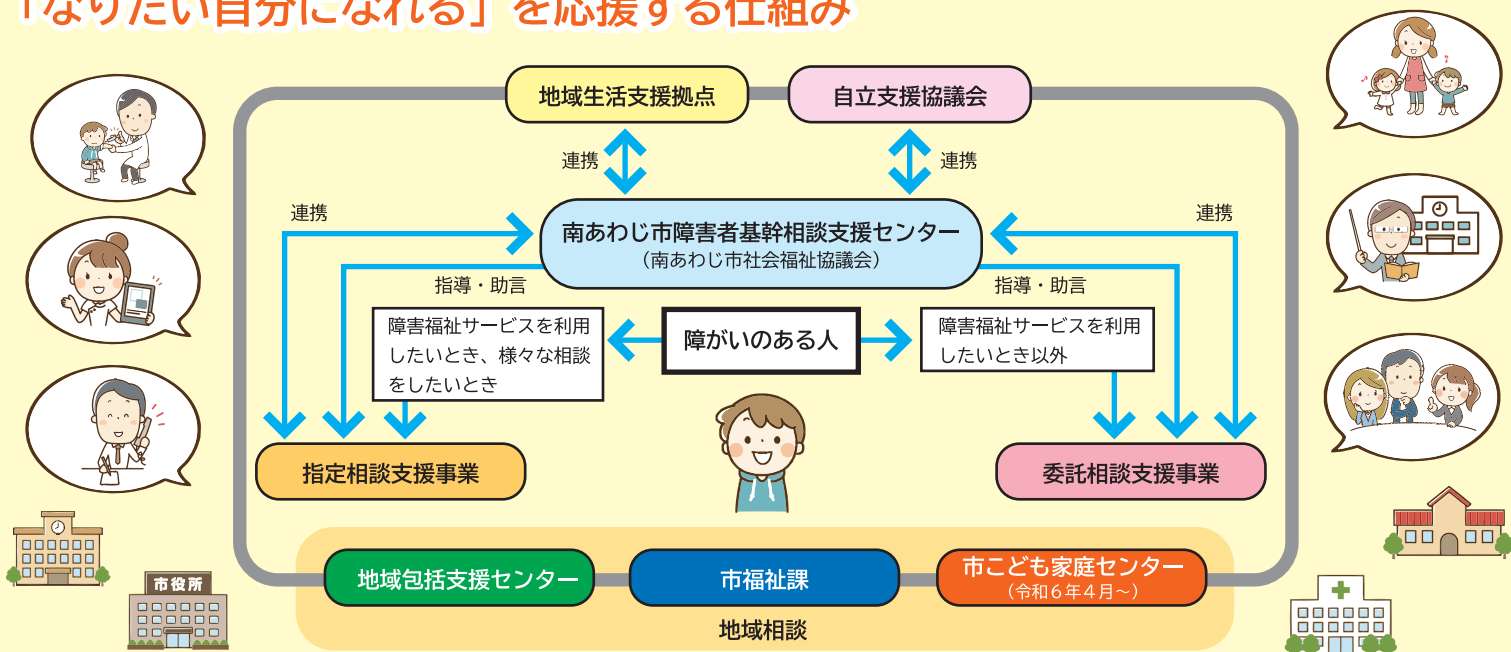 「なりたい自分になれる」を応援する仕組み
地域生活支援拠点
自立支援協議会
連携
連携
連携
連携
南あわじ市障害者基幹相談支援センター
（南あわじ市社会福祉協議会）
指導・助言
指導・助言
障害福祉サービスを利用
したいとき、様々な相談
をしたいとき
障がいのある人
障害福祉サービスを利用
したいとき以外
指定相談支援事業
委託相談支援事業
地域包括支援センター
市福祉課
市こども家庭センター
（令和６年４月～）
地域相談
市役所